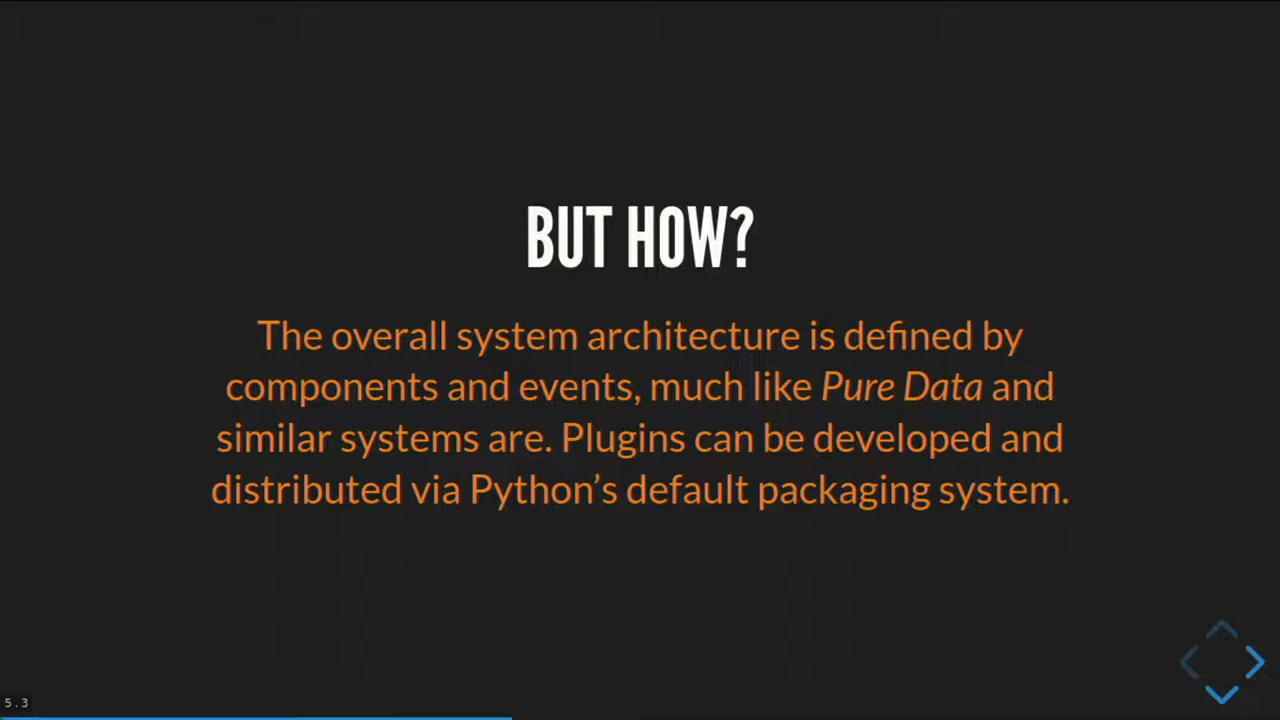 BUT HOW?
The overall system architecture is defined by
components and events, much like Pure Data and
similar systems are. Plugins can be developed and
distributed via Python’s default packaging system.
5.3